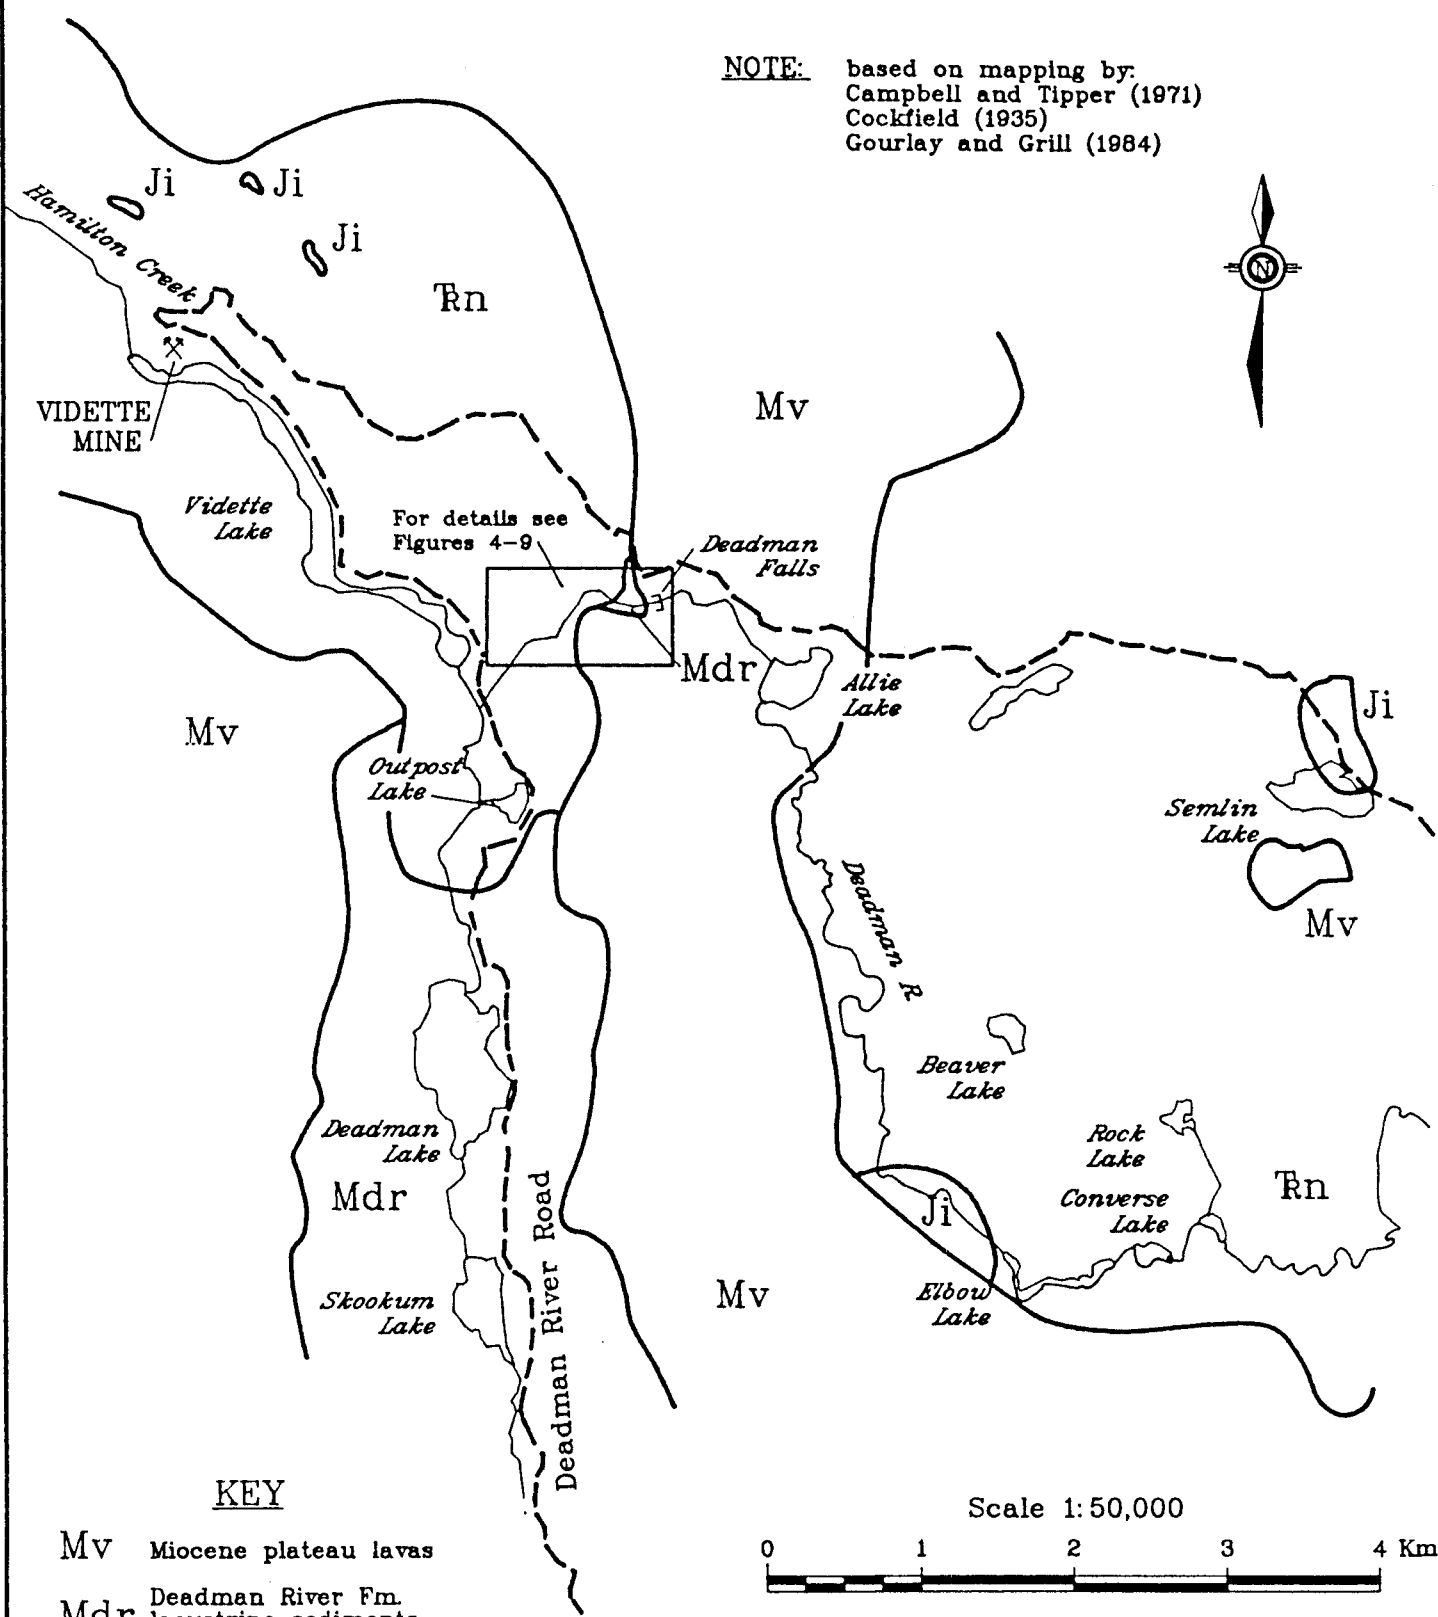 NOTE: based on mapping by:
Campbell and Tipper (1971)
Cockfield (1935)
Gourlay and Grill (1984)
Ji
Ji
Ji
Hamilton Creek
TRn
N
Mv
VIDETTE
MINE
Vidette
Lake
For details see
Figures 4-9
Deadman
Falls
Mdr
Allie
Lake
Ji
Mv
Outpost
Lake
Semlin
Lake
Mv
Deadman R.
Beaver
Lake
Deadman
Lake
Rock
Lake
Mdr
Converse
Lake
TRn
Ji
Skookum
Lake
Mv
Elbow
Lake
Deadman River Road
KEY
Mv Miocene plateau lavas
Mdr Deadman River Fm.
lacustrine sediments
Scale 1:50,000
0 1 2 3 4 Km